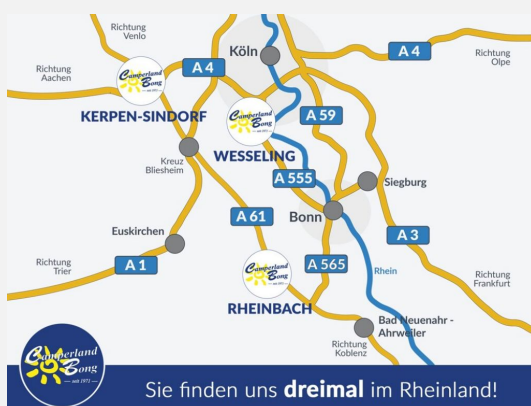 Richtung
Venlo
Köln
A 4
Richtung
Olpe
Richtung
Aachen
Camperland
Bong
seit 1971
A 4
Camperland
Bong
seit 1971
A 59
KERPEN-SINDORF
WESSELING
Kreuz
Bliesheim
A 555
Siegburg
A 61
Bonn
Euskirchen
A 3
Richtung
Trier
A 1
Camperland
Bong
seit 1971
A 565
Rhein
Richtung
Frankfurt
RHEINBACH
Bad Neuenahr -
Ahrweiler
Richtung
Koblenz
Camperland
Bong
seit 1971
Sie finden uns dreimal im Rheinland!